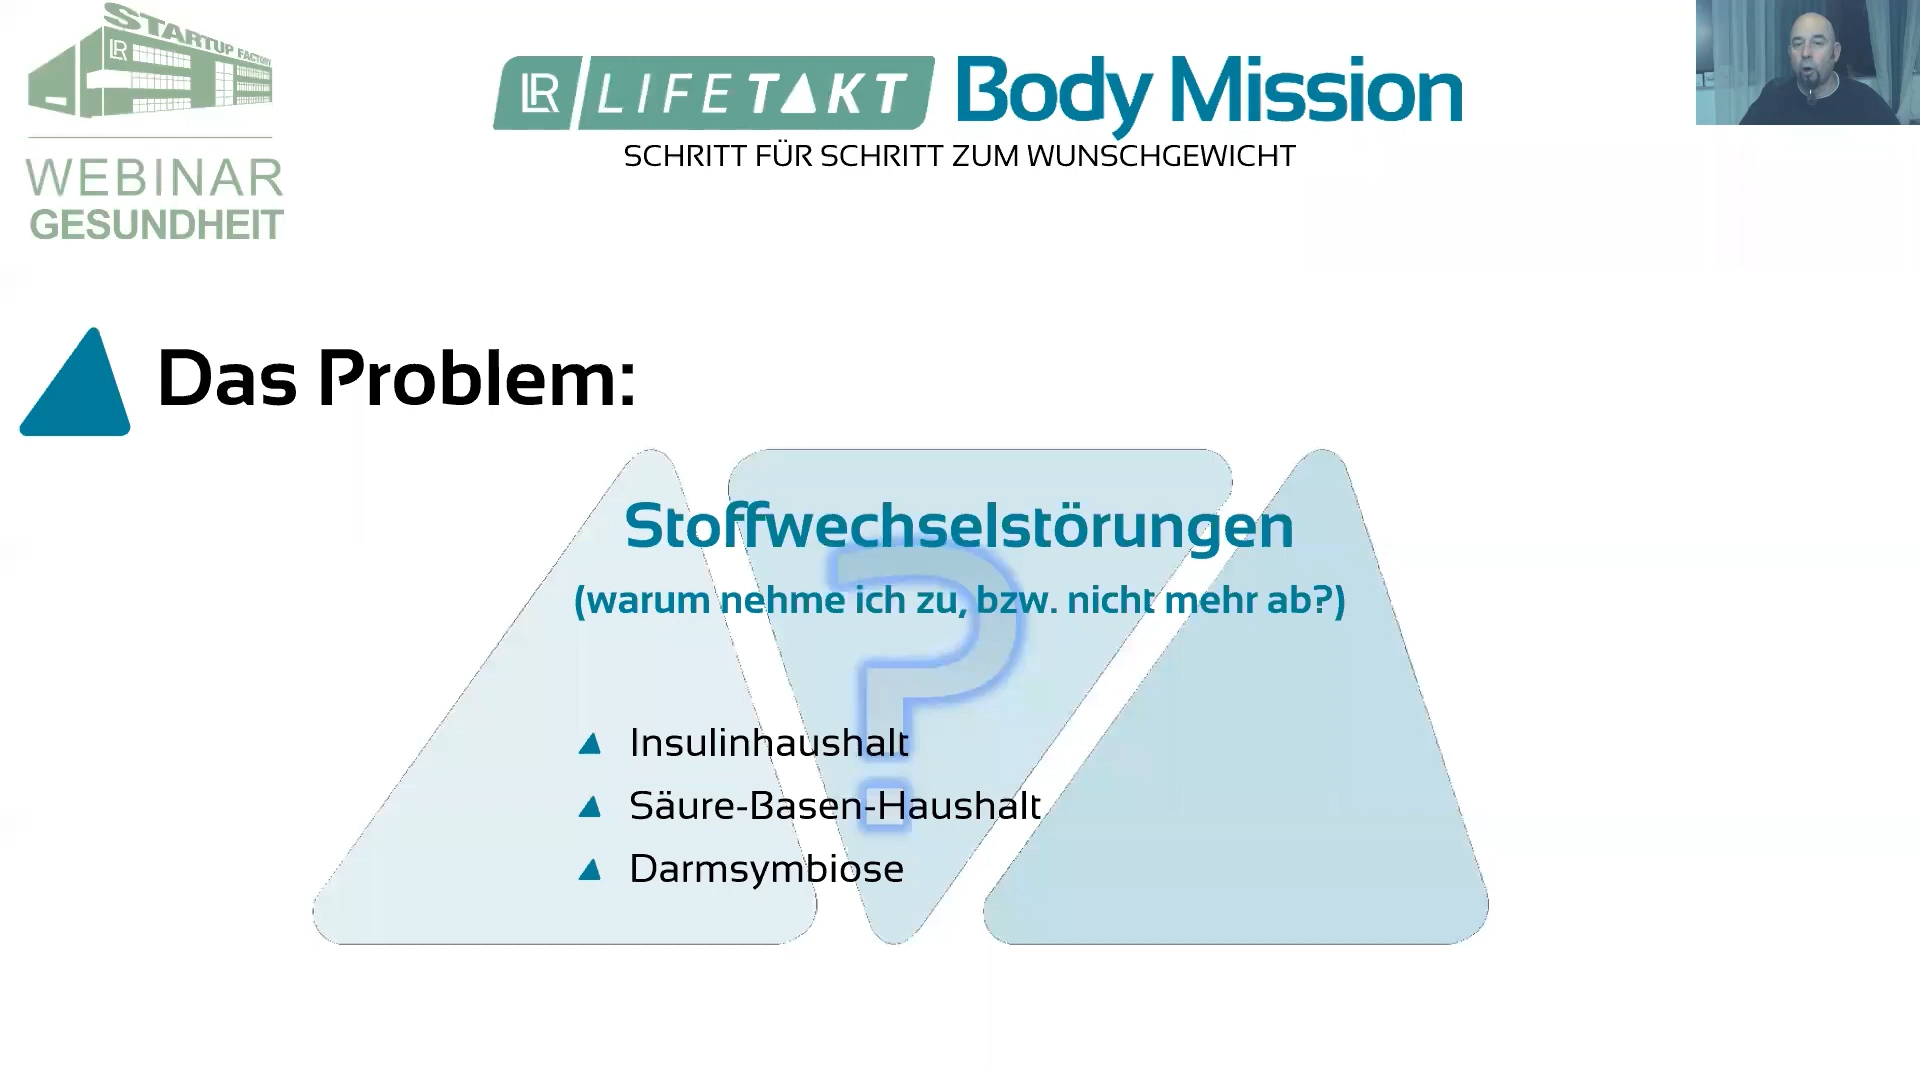 STARTUP FACTORY
LR
WEBINAR
GESUNDHEIT
LR LIFETAKT Body Mission
SCHRITT FÜR SCHRITT ZUM WUNSCHGEWICHT
Das Problem:
Stoffwechselstörungen
(warum nehme ich zu, bzw. nicht mehr ab?)
?
Insulinhaushalt
Säure-Basen-Haushalt
Darmsymbiose